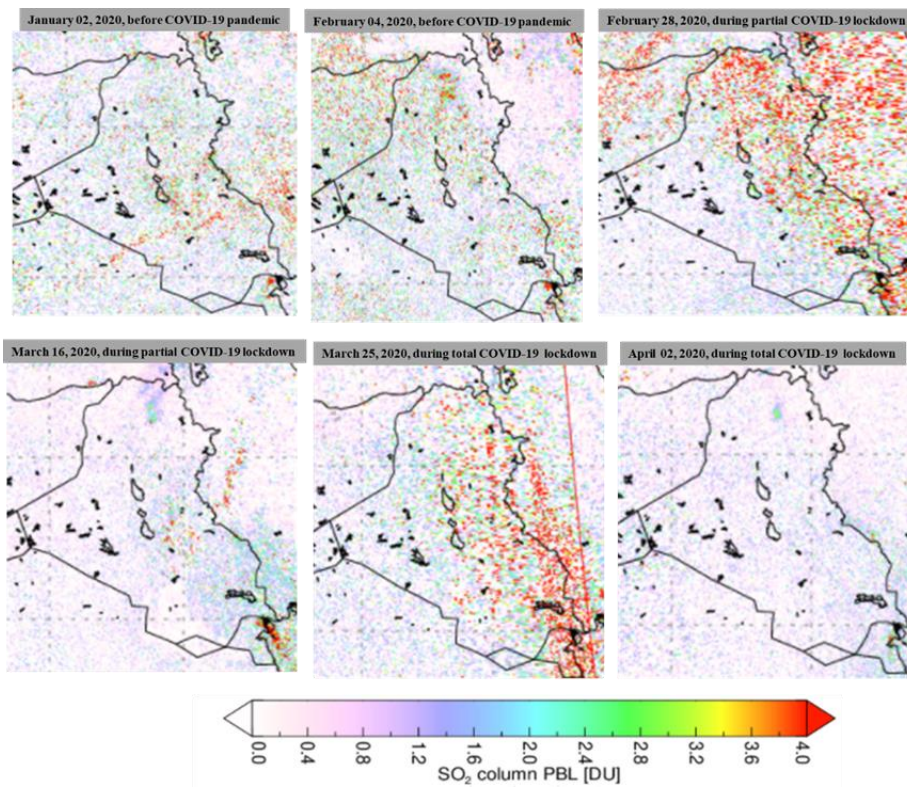 January 02, 2020, before COVID-19 pandemic
February 04, 2020, before COVID-19 pandemic
February 28, 2020, during partial COVID-19 lockdown
March 16, 2020, during partial COVID-19 lockdown
March 25, 2020, during total COVID-19 lockdown
April 02, 2020, during total COVID-19 lockdown
0.0 0.4 0.8 1.2 1.6 2.0 2.4 2.8 3.2 3.6 4.0
SO₂ column PBL [DU]